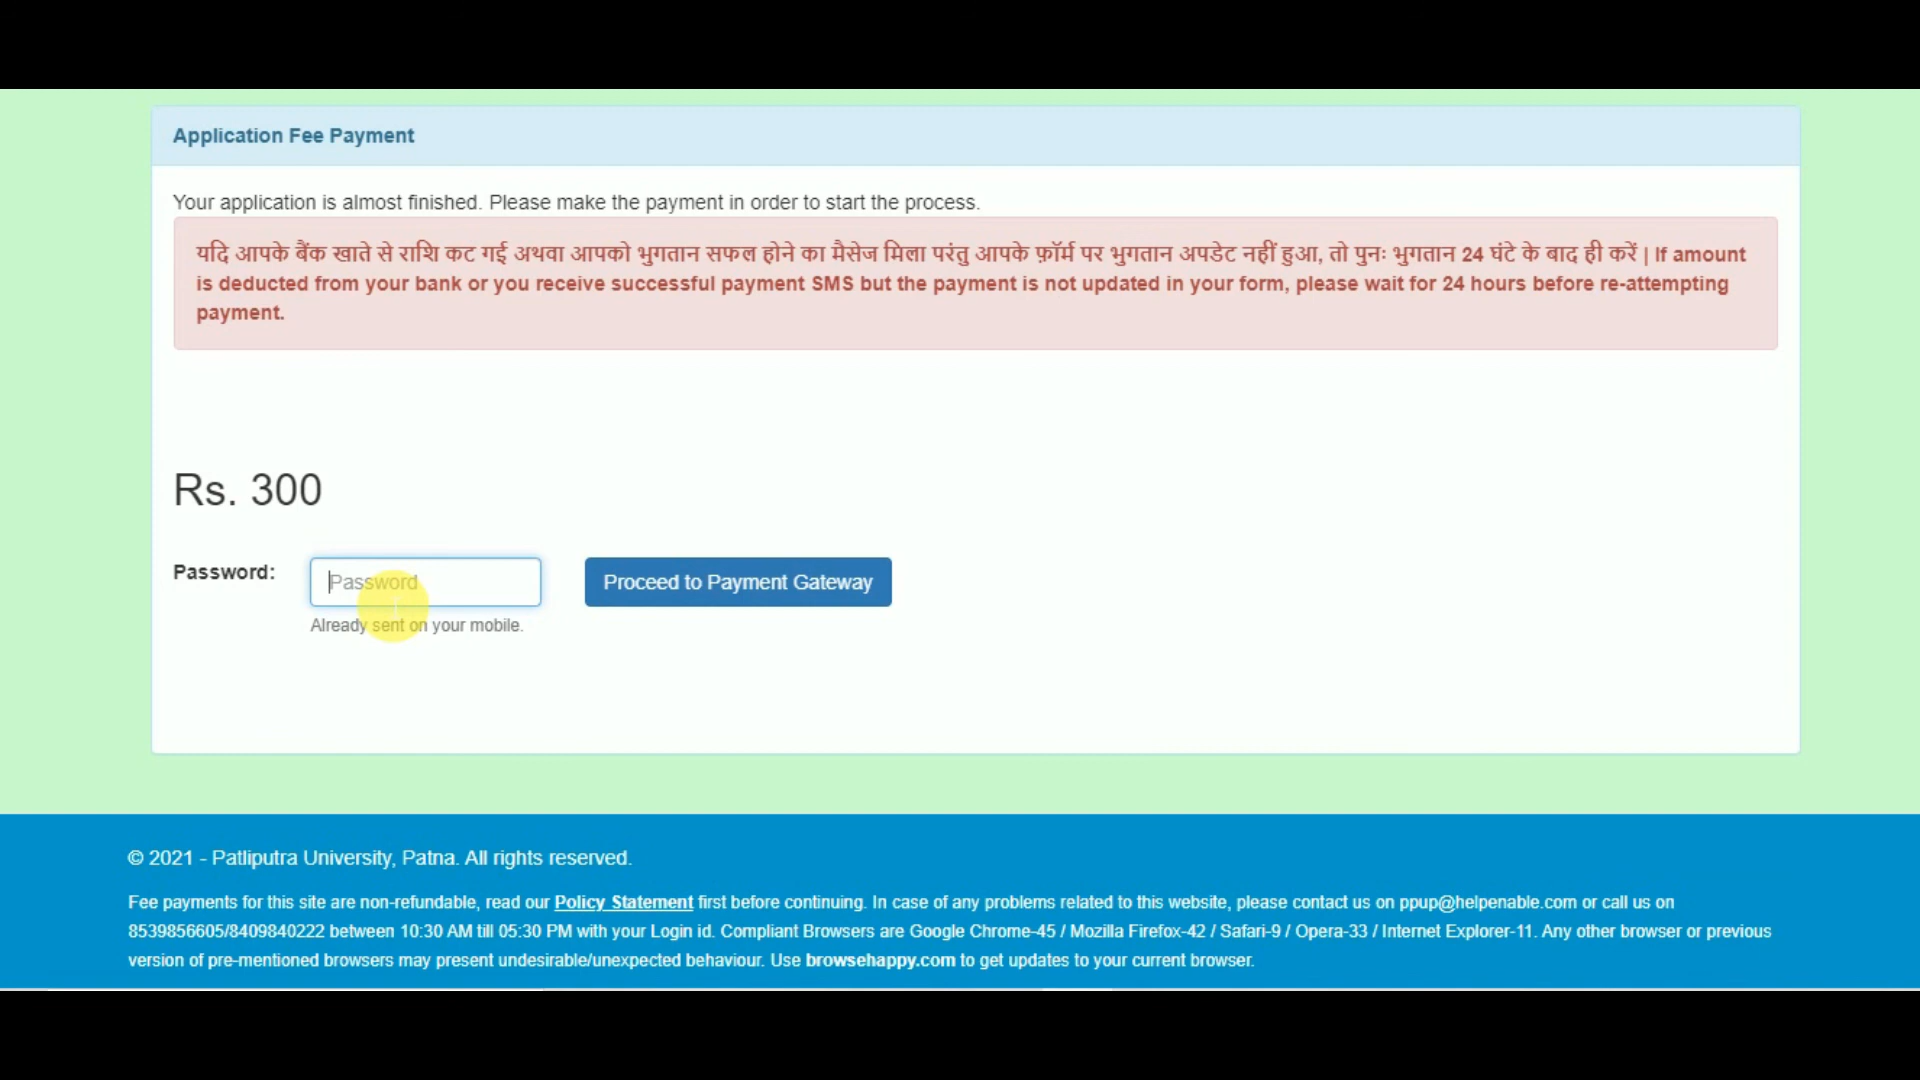 Application Fee Payment
Your application is almost finished. Please make the payment in order to start the process.
यदि आपके बैंक खाते से राशि कट गई अथवा आपको भुगतान सफल होने का मैसेज मिला परंतु आपके फ़ॉर्म पर भुगतान अपडेट नहीं हुआ, तो पुनः भुगतान 24 घंटे के बाद ही करें | If amount
is deducted from your bank or you receive successful payment SMS but the payment is not updated in your form, please wait for 24 hours before re-attempting
payment.
Rs. 300
Password: Password Proceed to Payment Gateway
Already sent on your mobile.
© 2021 - Patliputra University, Patna. All rights reserved.
Fee payments for this site are non-refundable, read our Policy Statement first before continuing. In case of any problems related to this website, please contact us on ppup@helpenable.com or call us on
8539856605/8409840222 between 10:30 AM till 05:30 PM with your Login id. Compliant Browsers are Google Chrome-45 / Mozilla Firefox-42 / Safari-9 / Opera-33 / Internet Explorer-11. Any other browser or previous
version of pre-mentioned browsers may present undesirable/unexpected behaviour. Use browsehappy.com to get updates to your current browser.